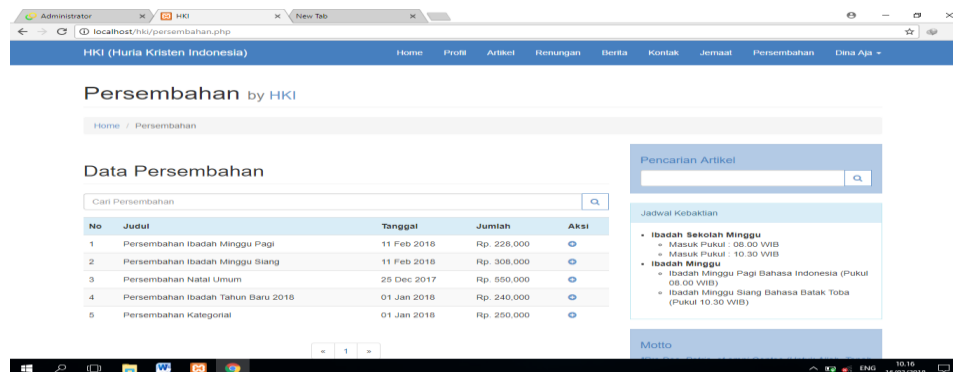 Administrator
HKI
New Tab
localhost/hki/persembahan.php
HKI (Huria Kristen Indonesia)
Home Profil Artikel Renungan Berita Kontak Jemaat Persembahan Dina Aja
Persembahan by HKI
Home / Persembahan
Data Persembahan
Cari Persembahan
No Judul Tanggal Jumlah Aksi
1 Persembahan Ibadah Minggu Pagi 11 Feb 2018 Rp. 228,000
2 Persembahan Ibadah Minggu Siang 11 Feb 2018 Rp. 308,000
3 Persembahan Natal Umum 25 Dec 2017 Rp. 550,000
4 Persembahan Ibadah Tahun Baru 2018 01 Jan 2018 Rp. 240,000
5 Persembahan Kategorial 01 Jan 2018 Rp. 250,000
« 1 »
Pencarian Artikel
Jadwal Kebaktian
Ibadah Sekolah Minggu
Masuk Pukul : 08.00 WIB
Masuk Pukul : 10.30 WIB
Ibadah Minggu
Ibadah Minggu Pagi Bahasa Indonesia (Pukul
08.00 WIB)
Ibadah Minggu Siang Bahasa Batak Toba
(Pukul 10.30 WIB)
Motto
ENG
10.16